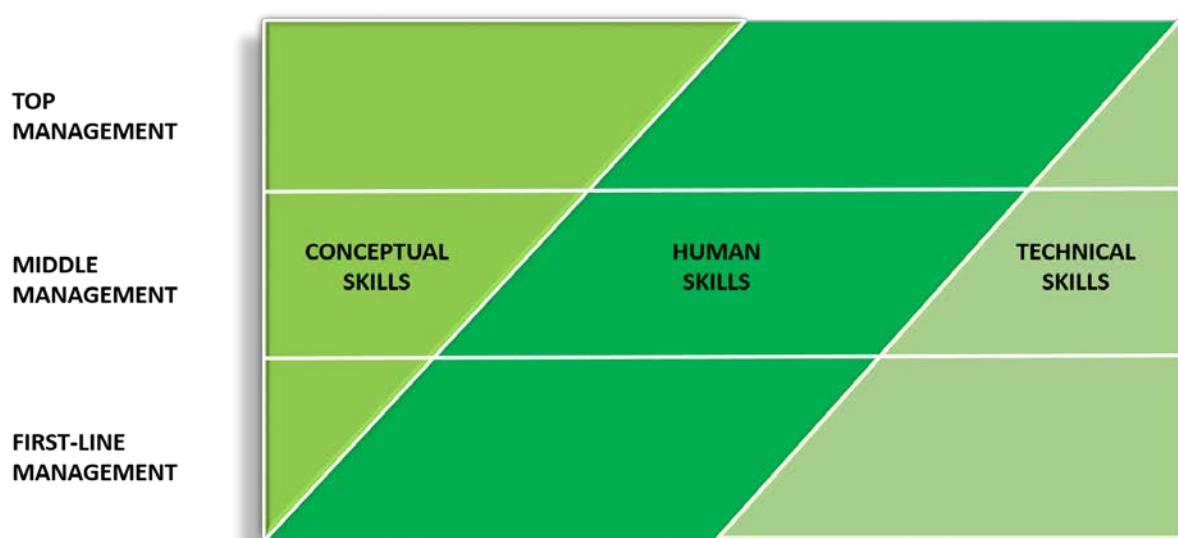 TOP
MANAGEMENT
MIDDLE
MANAGEMENT
CONCEPTUAL
SKILLS
HUMAN
SKILLS
TECHNICAL
SKILLS
FIRST-LINE
MANAGEMENT